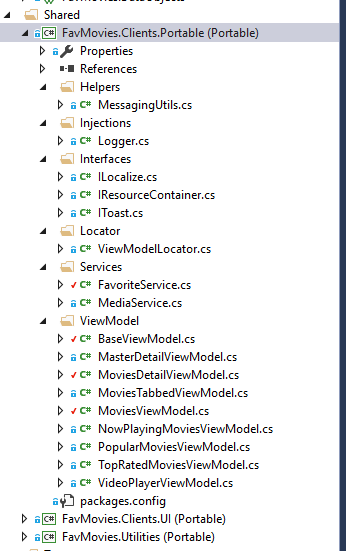 Shared
C# FavMovies.Clients.Portable (Portable)
Properties
References
Helpers
C# MessagingUtils.cs
Injections
C# Logger.cs
Interfaces
C# ILocalize.cs
C# IResourceContainer.cs
C# IToast.cs
Locator
C# ViewModelLocator.cs
Services
C# FavoriteService.cs
C# MediaService.cs
ViewModel
C# BaseViewModel.cs
C# MasterDetailViewModel.cs
C# MoviesDetailViewModel.cs
C# MoviesTabbedViewModel.cs
C# MoviesViewModel.cs
C# NowPlayingMoviesViewModel.cs
C# PopularMoviesViewModel.cs
C# TopRatedMoviesViewModel.cs
C# VideoPlayerViewModel.cs
packages.config
C# FavMovies.Clients.UI (Portable)
C# FavMovies.Utilities (Portable)